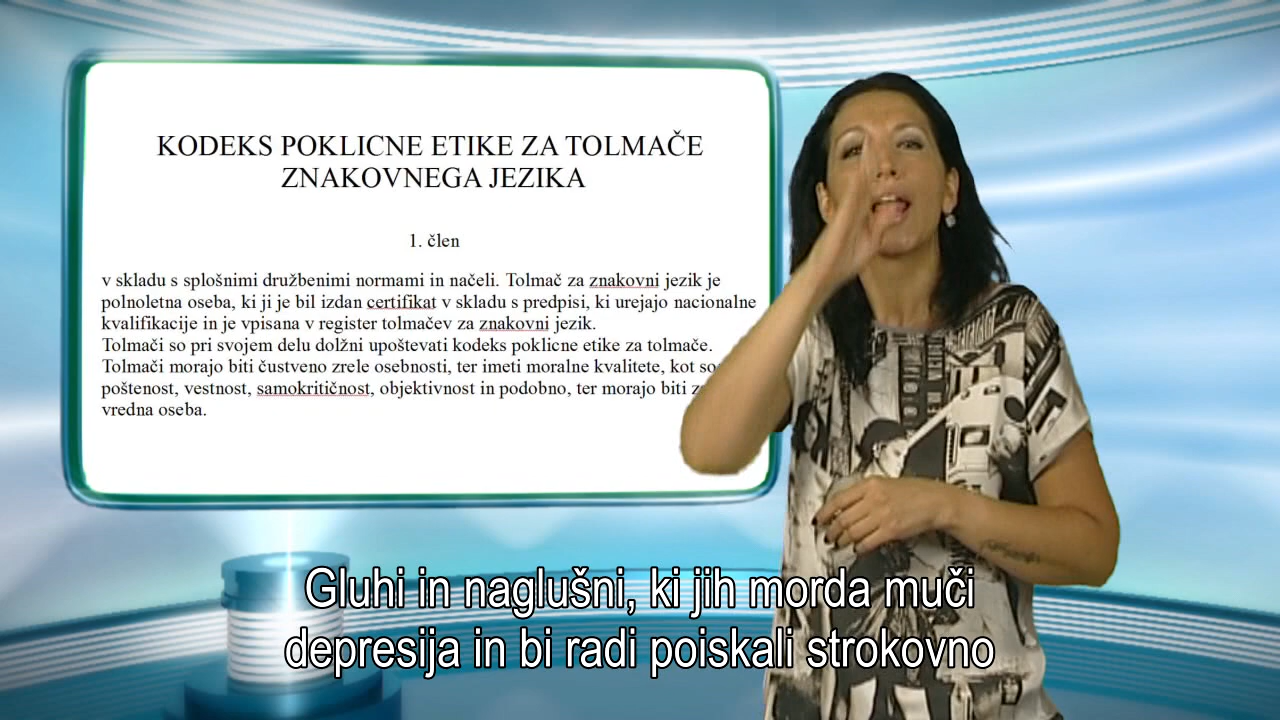 KODEKS POKLICNE ETIKE ZA TOLMAČE
ZNAKOVNEGA JEZIKA
1. člen
v skladu s splošnimi družbenimi normami in načeli. Tolmač za znakovni jezik je
polnoletna oseba, ki ji je bil izdan certifikat v skladu s predpisi, ki urejajo nacionalne
kvalifikacije in je vpisana v register tolmačev za znakovni jezik.
Tolmači so pri svojem delu dolžni upoštevati kodeks poklicne etike za tolmače.
Tolmači morajo biti čustveno zrele osebnosti, ter imeti moralne kvalitete, kot so
poštenost, vestnost, samokritičnost, objektivnost in podobno, ter morajo biti
vredna oseba.
Gluhi in naglušni, ki jih morda muči
depresija in bi radi poiskali strokovno